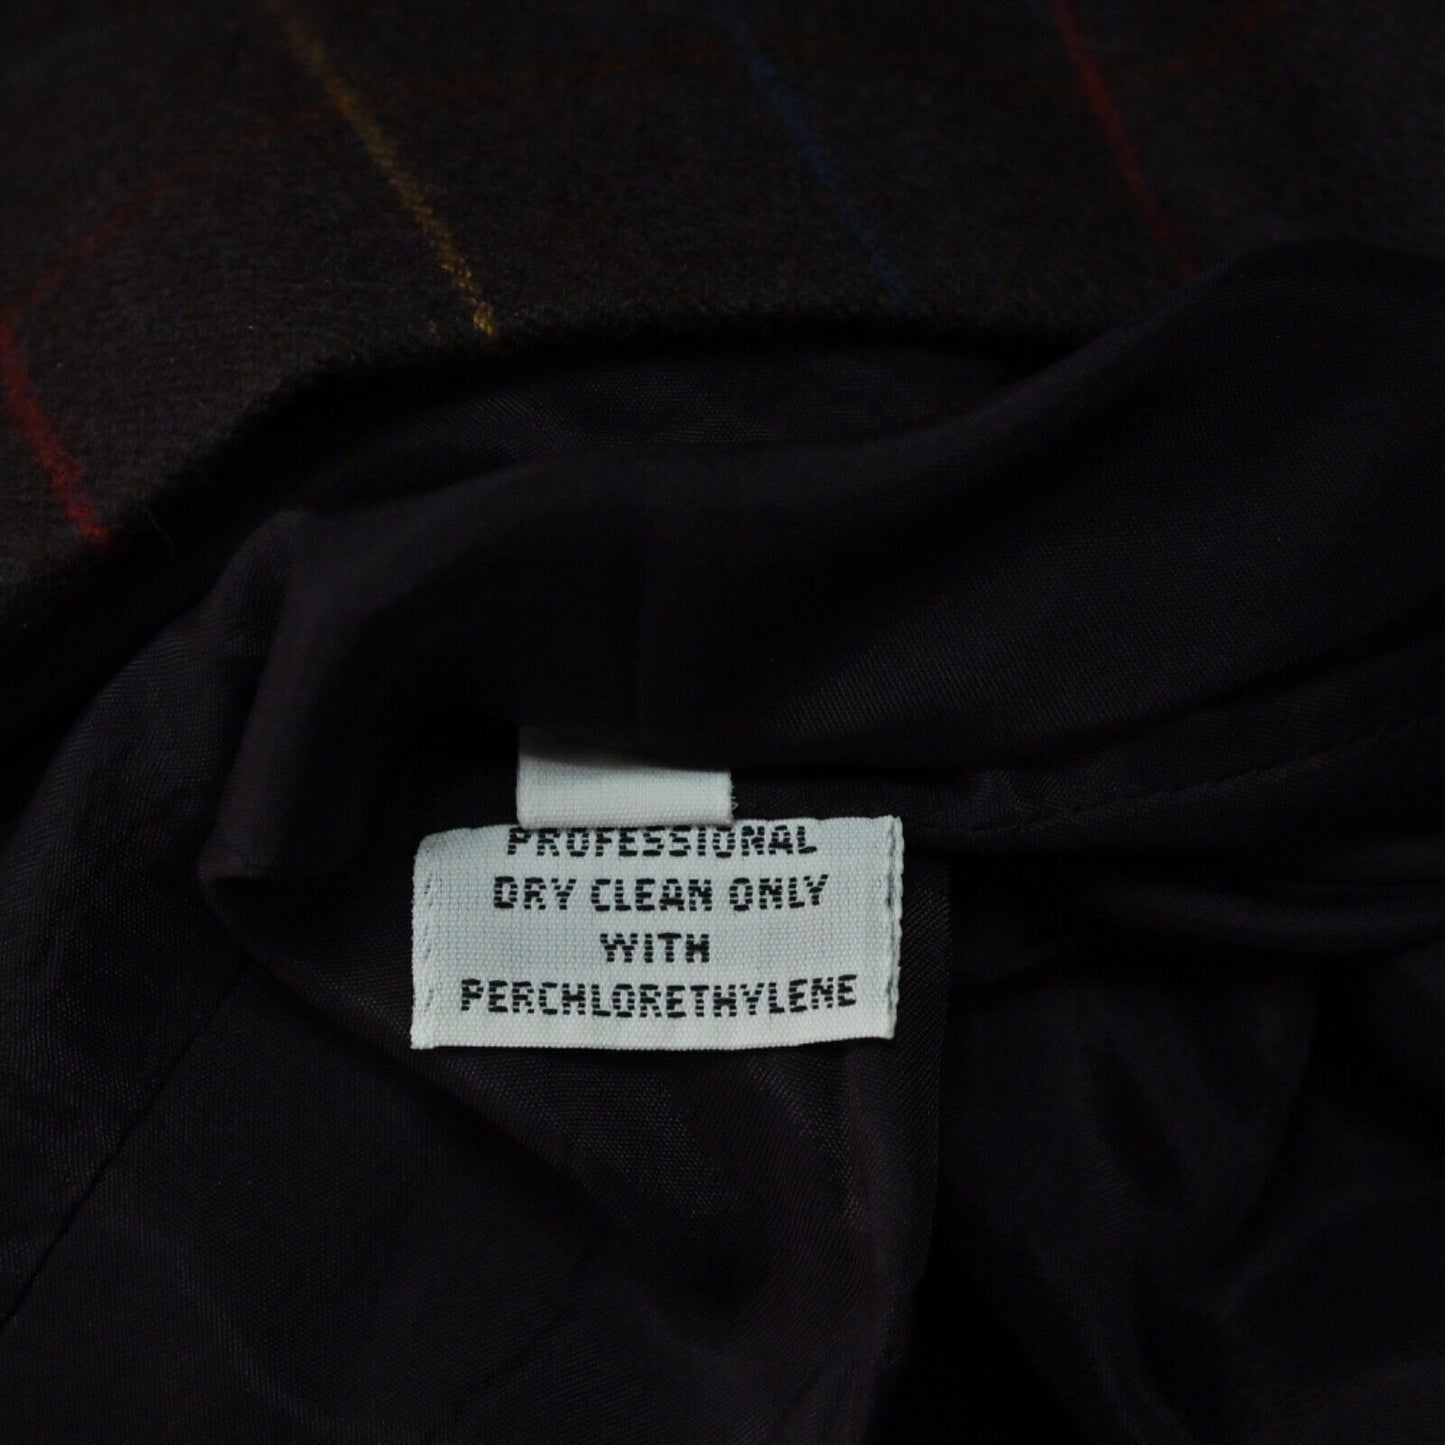 PROFESSIONAL
DRY CLEAN ONLY
WITH
PERCHLORETHYLENE